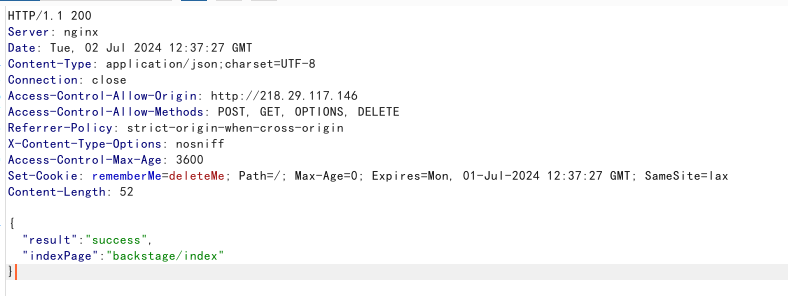 HTTP/1.1 200
Server: nginx
Date: Tue, 02 Jul 2024 12:37:27 GMT
Content-Type: application/json;charset=UTF-8
Connection: close
Access-Control-Allow-Origin: http://218.29.117.146
Access-Control-Allow-Methods: POST, GET, OPTIONS, DELETE
Referrer-Policy: strict-origin-when-cross-origin
X-Content-Type-Options: nosniff
Access-Control-Max-Age: 3600
Set-Cookie: rememberMe=deleteMe; Path=/; Max-Age=0; Expires=Mon, 01-Jul-2024 12:37:27 GMT; SameSite=lax
Content-Length: 52
{
"result":"success",
"indexPage":"backstage/index"
}